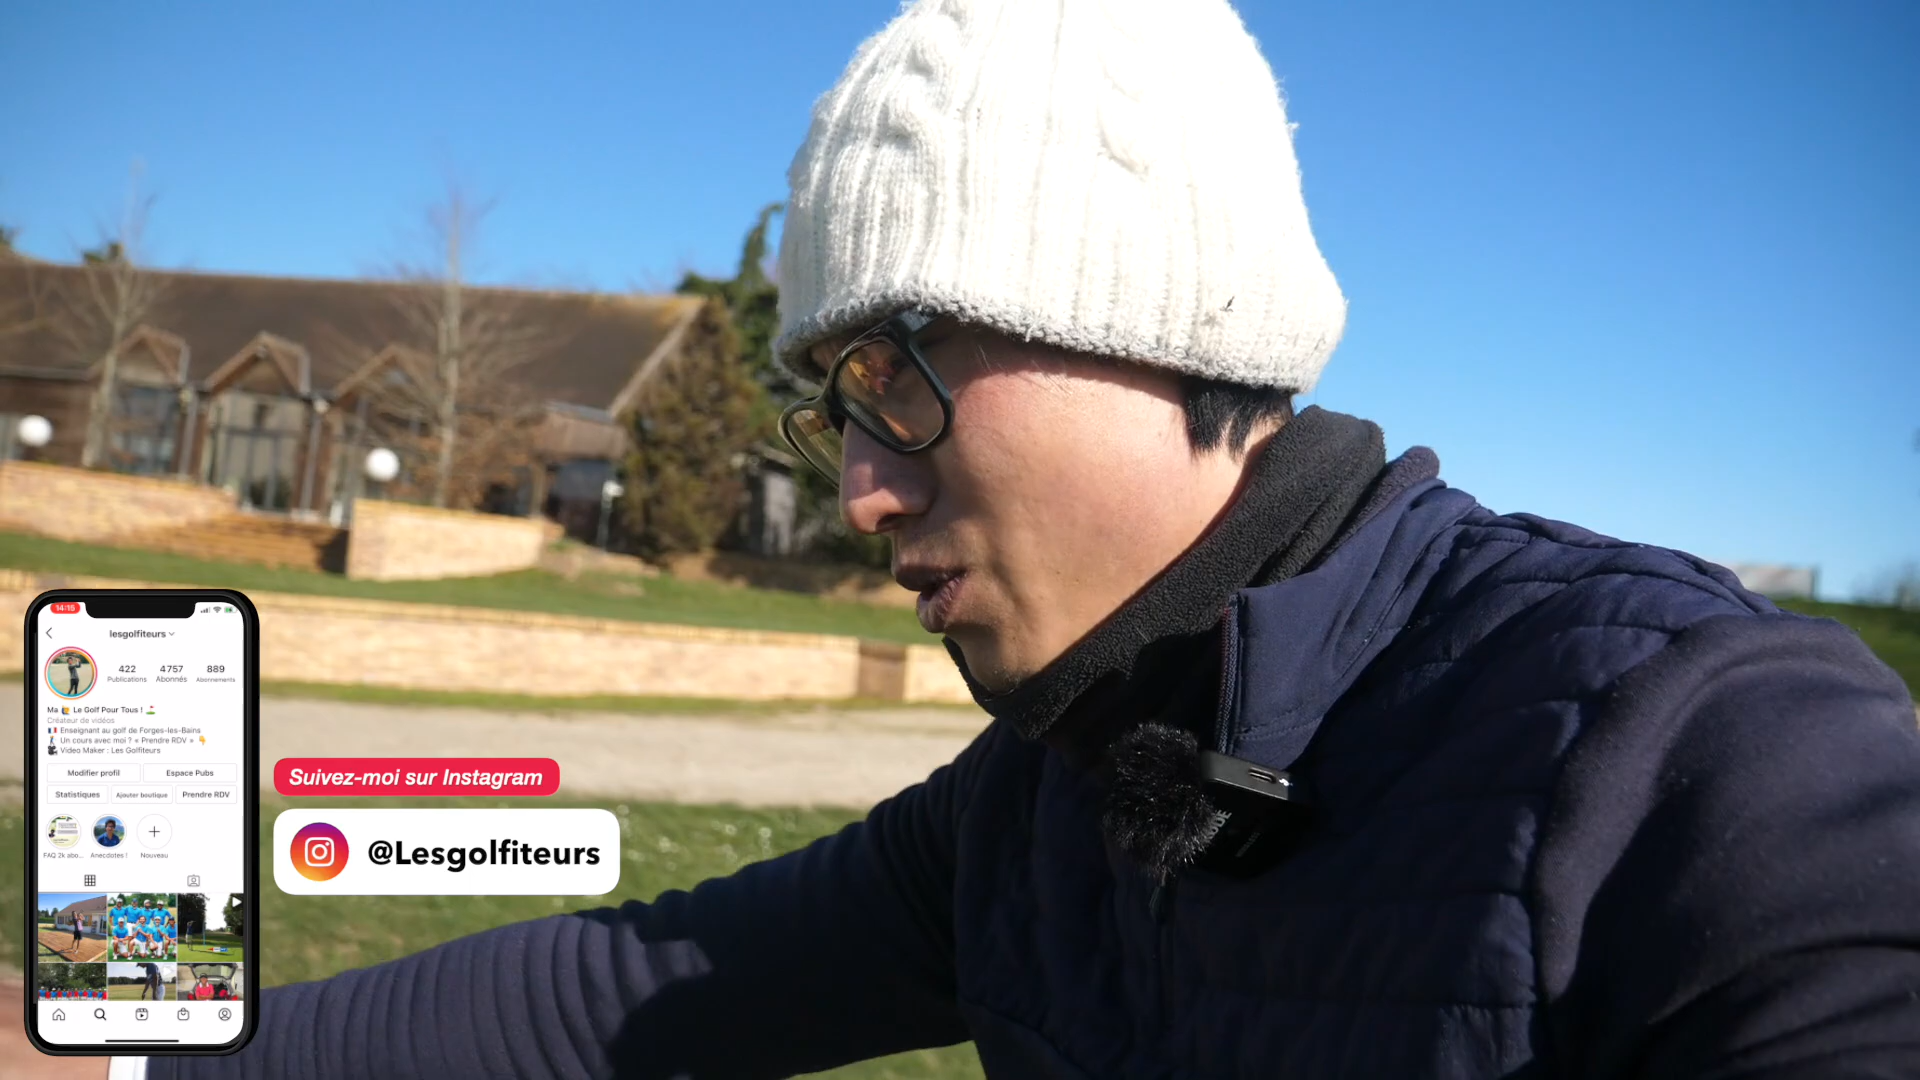 14:15
lesgolfiteurs
422 4757 889
Publications Abonnés Abonnements
Ma Le Golf Pour Tous !
Créateur de vidéos
Enseignant au golf de Forges-les-Bains
Un cours avec moi ? « Prendre RDV »
Video Maker : Les Golfiteurs
Modifier profil Espace Pubs
Statistiques Ajouter boutique Prendre RDV
FAQ 2k abo... Anecdotes ! Nouveau
Suivez-moi sur Instagram
@Lesgolfiteurs
RODE